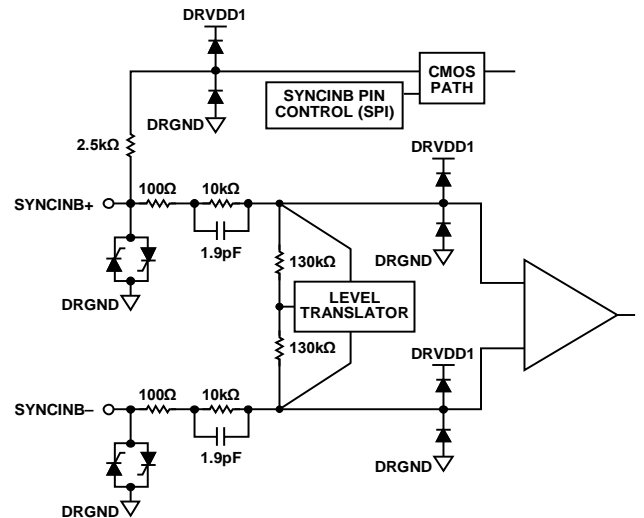 DRVDD1
CMOS
PATH
SYNCINB PIN
CONTROL (SPI)
DRGND
2.5kΩ
DRVDD1
100Ω
10kΩ
SYNCINB+
1.9pF
DRGND
130kΩ
DRGND
LEVEL
TRANSLATOR
130kΩ
DRVDD1
100Ω
10kΩ
SYNCINB–
1.9pF
DRGND
DRGND